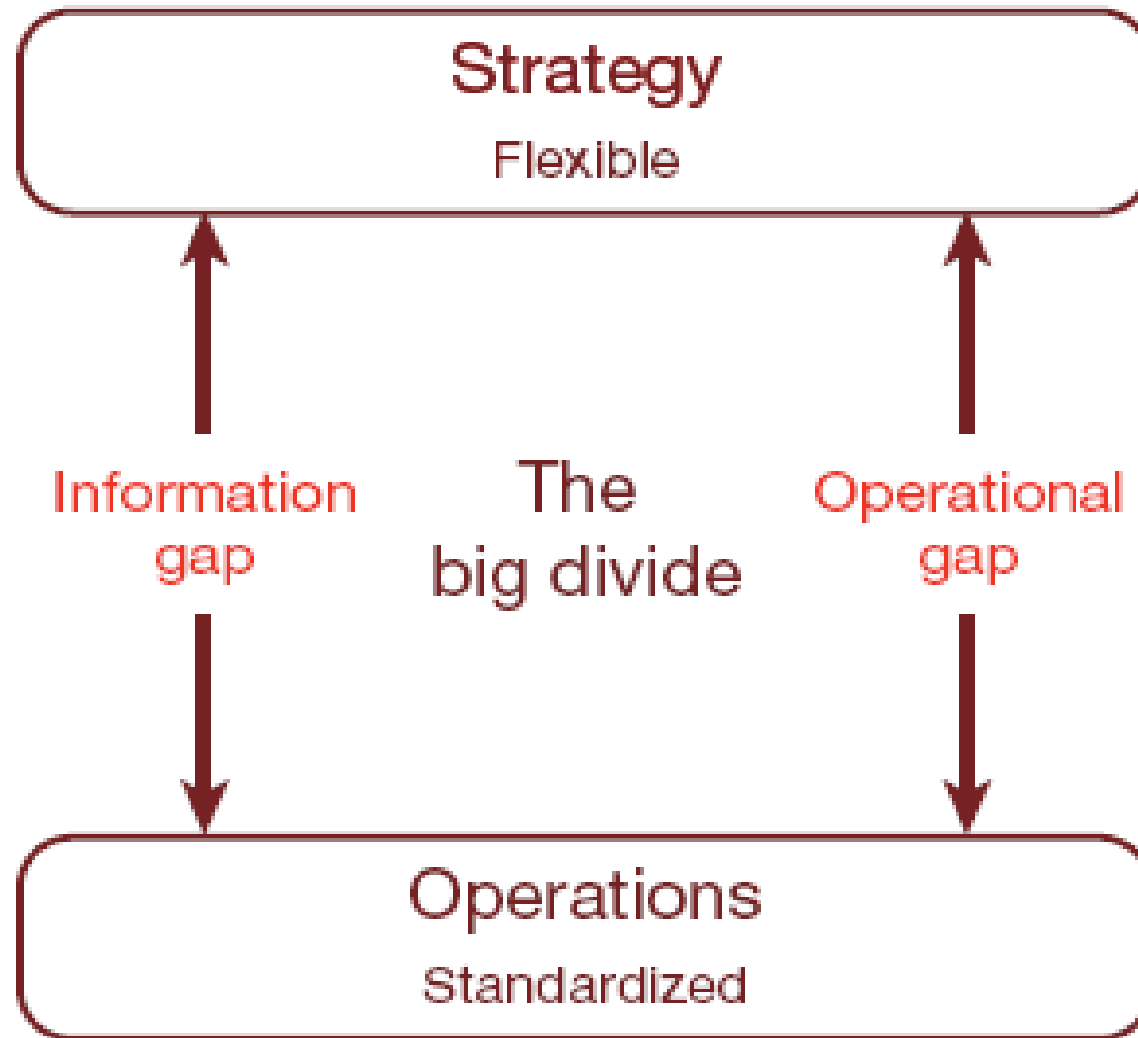 Strategy
Flexible
Information
gap
The
big divide
Operational
gap
Operations
Standardized